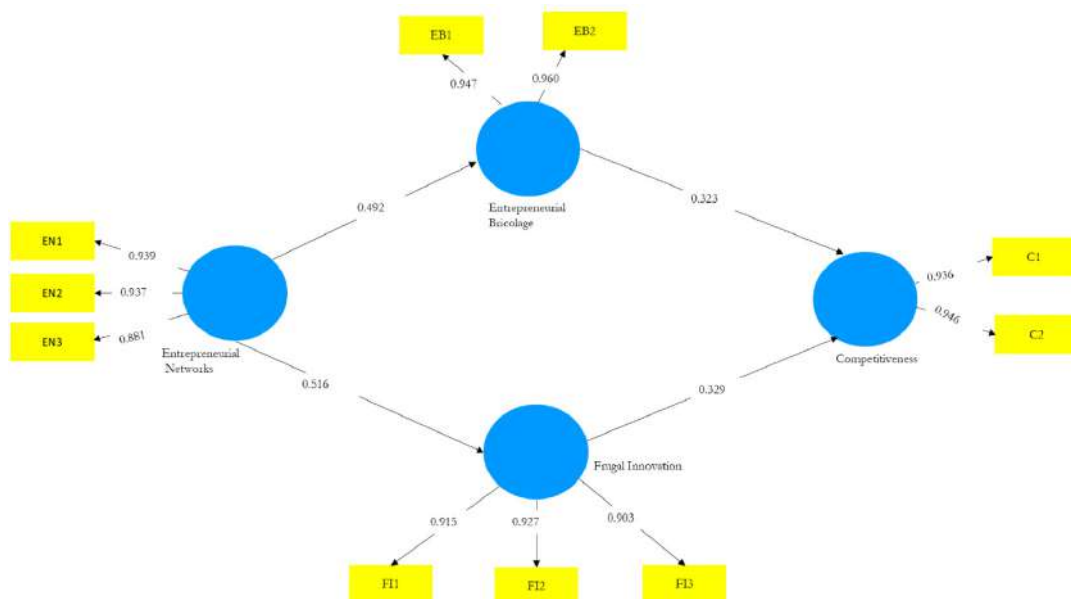 EB1
EB2
0.947
0.960
Entrepreneurial
Bricolage
0.492
0.323
EN1
EN2
EN3
0.939
0.937
0.881
Entrepreneurial
Networks
C1
C2
0.936
0.946
Competitiveness
0.516
0.329
Frugal Innovation
0.915
0.927
0.903
FI1
FI2
FI3